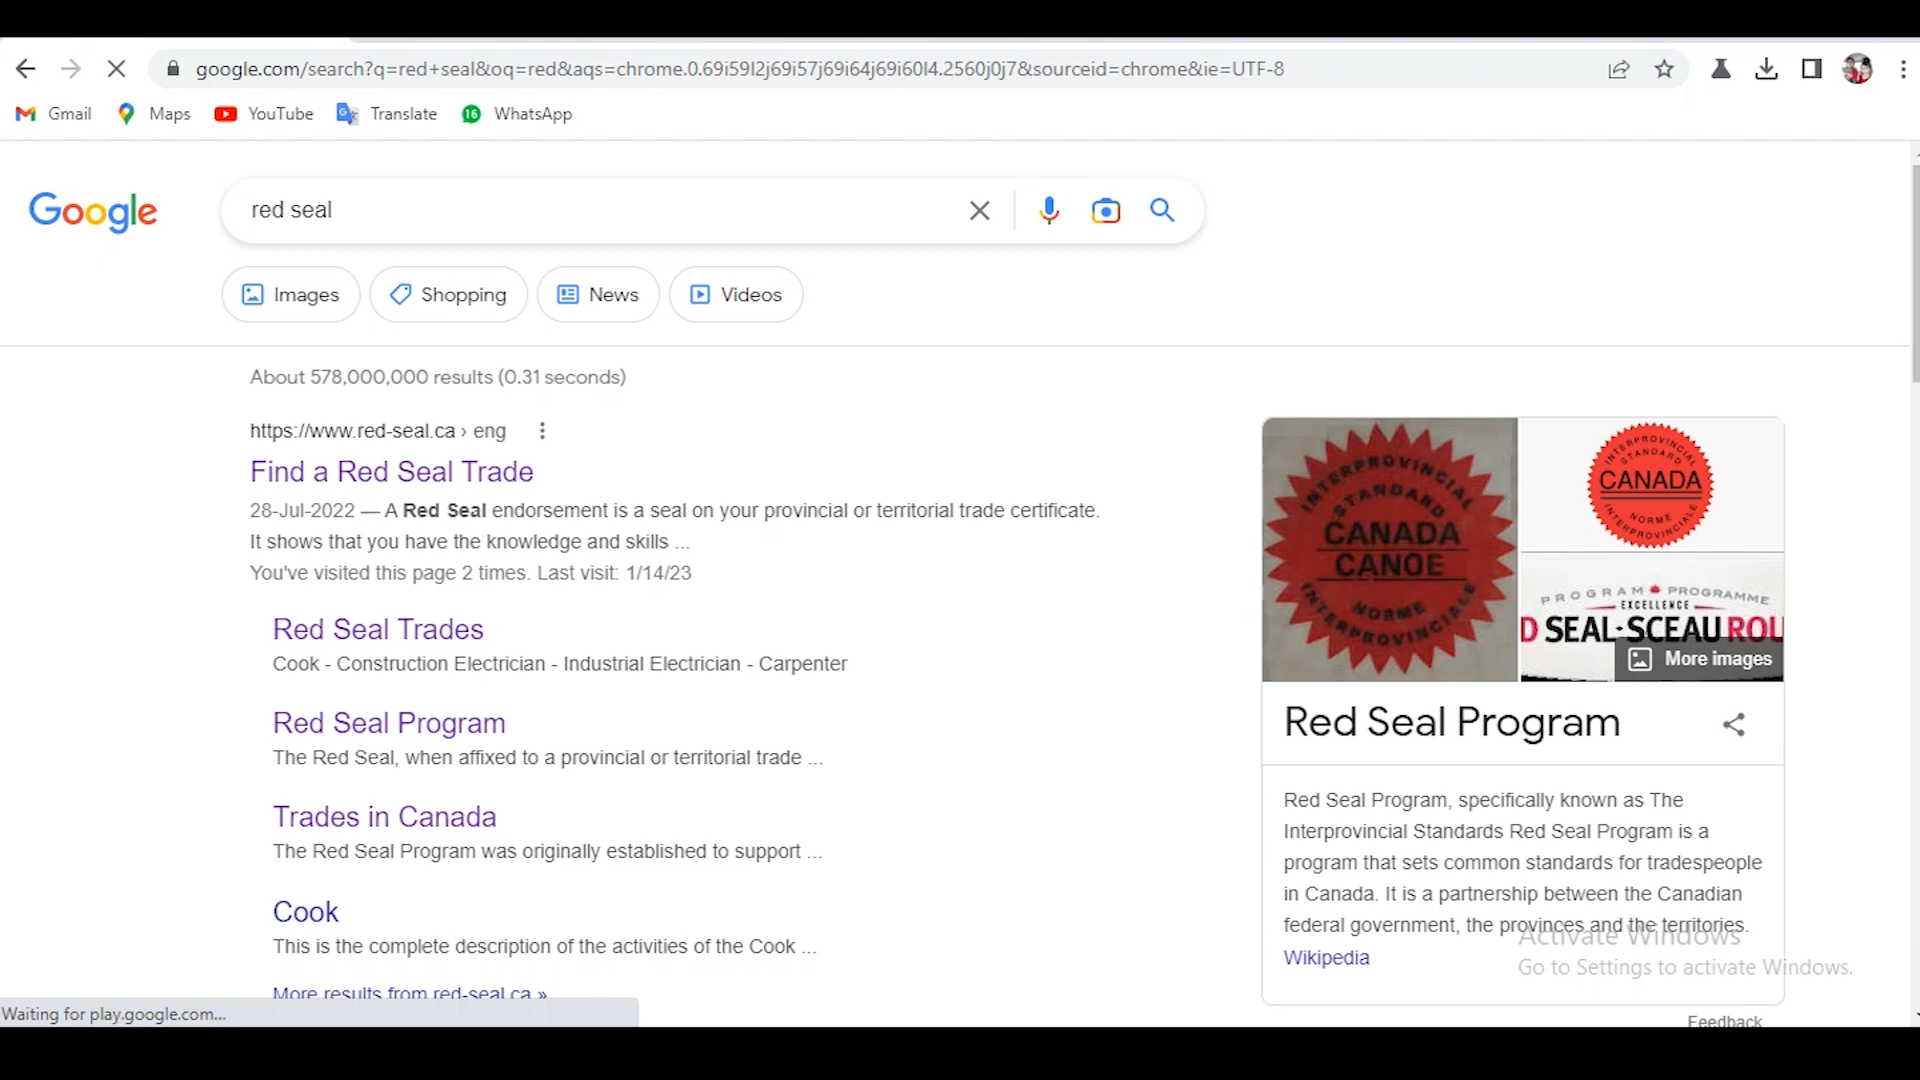 google.com/search?q=red+seal&oq=red&aqs=chrome.0.69i59l2j69i57j69i64j69i60l4.2560j0j7&sourceid=chrome&ie=UTF-8
Gmail Maps YouTube Translate 16 WhatsApp
Google red seal
Images Shopping News Videos
About 578,000,000 results (0.31 seconds)
https://www.red-seal.ca › eng
Find a Red Seal Trade
28-Jul-2022 — A Red Seal endorsement is a seal on your provincial or territorial trade certificate.
It shows that you have the knowledge and skills ...
You've visited this page 2 times. Last visit: 1/14/23
Red Seal Trades
Cook - Construction Electrician - Industrial Electrician - Carpenter
Red Seal Program
The Red Seal, when affixed to a provincial or territorial trade ...
Trades in Canada
The Red Seal Program was originally established to support ...
Cook
This is the complete description of the activities of the Cook ...
More results from red-seal.ca »
Waiting for play.google.com...
INTERPROVINCIAL
STANDARD
CANADA
CANOE
NORME
INTERPROVINCIALE
INTERPROVINCIAL
STANDARD
CANADA
NORME
INTERPROVINCIALE
PROGRAM PROGRAMME
EXCELLENCE
D SEAL·SCEAU ROU
More images
Red Seal Program
Red Seal Program, specifically known as The
Interprovincial Standards Red Seal Program is a
program that sets common standards for tradespeople
in Canada. It is a partnership between the Canadian
federal government, the provinces and the territories.
Wikipedia
Activate Windows
Go to Settings to activate Windows.
Feedback